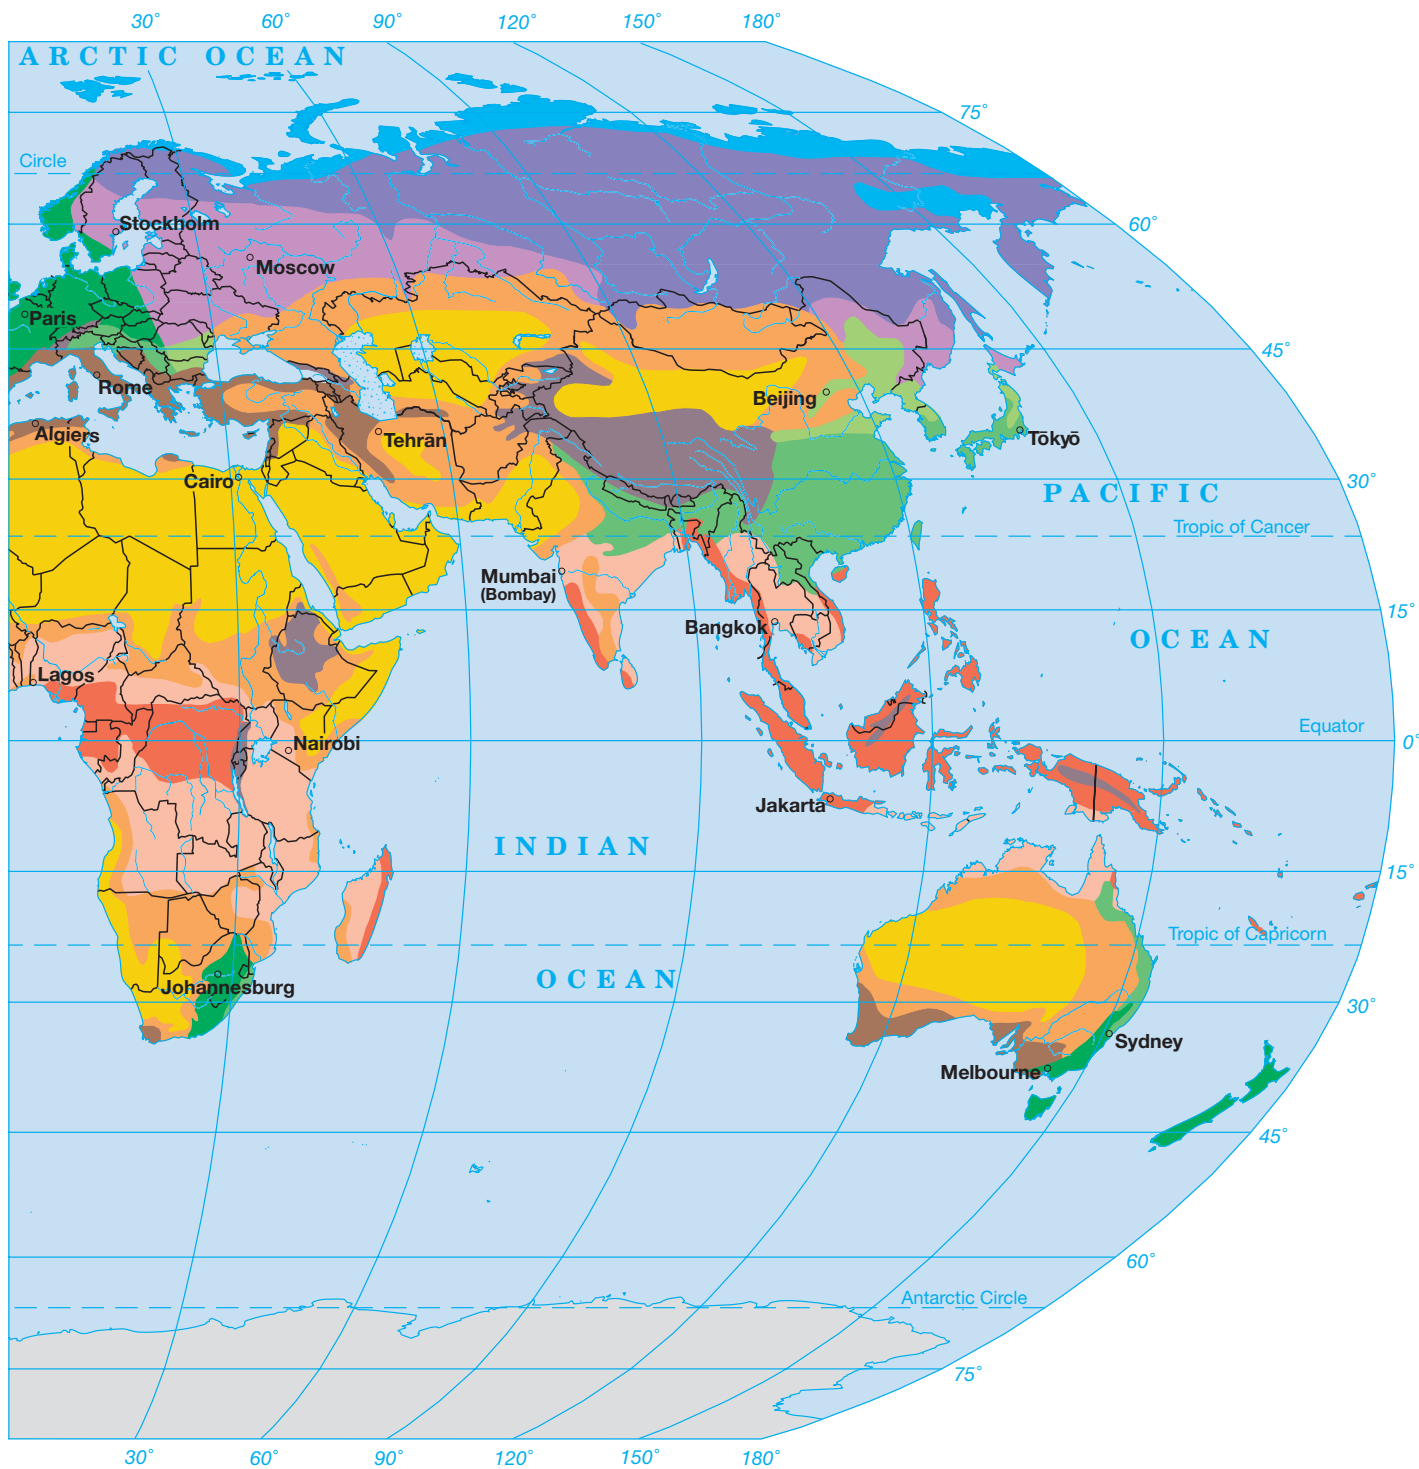 30° 60° 90° 120° 150° 180°
ARCTIC OCEAN
75°
Circle
60°
Stockholm
Moscow
Paris
45°
Rome
Beijing
Algiers
Tehrān
Tōkyō
Cairo
30°
PACIFIC
Tropic of Cancer
Mumbai
(Bombay)
15°
Bangkok
OCEAN
Lagos
Equator
Nairobi
0°
Jakarta
INDIAN
15°
Tropic of Capricorn
OCEAN
Johannesburg
30°
Sydney
Melbourne
45°
60°
Antarctic Circle
75°
30° 60° 90° 120° 150° 180°